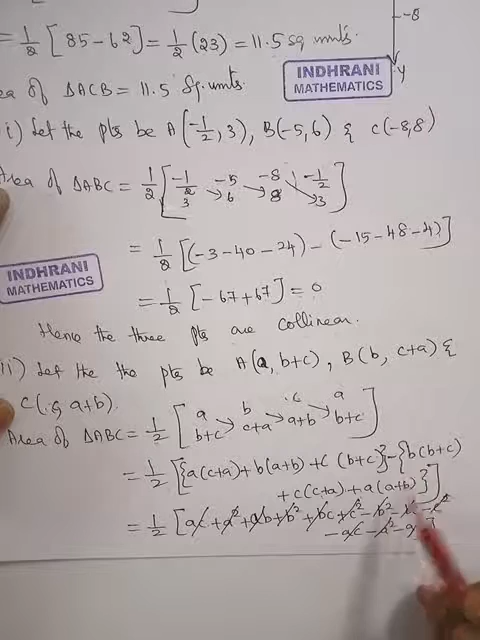 -8
= 1/2 [85-62] = 1/2 (23) = 11.5 sq units.
y
INDHRANI
MATHEMATICS
ea of ΔACB = 11.5 Sq.units.
i) Let the pts be A(-1/2, 3), B(-5,6) & C(-8,8)
Area of ΔABC = 1/2 [ -1/2 -5 -8 -1/2
3 6 8 3 ]
= 1/2 [(-3-40-24) - (-15-48-4)]
INDHRANI
MATHEMATICS
= 1/2 [-67+67] = 0
Hence the three pts are collinear.
ii) Let the the pts be A(a, b+c), B(b, c+a) &
C(c, a+b).
Area of ΔABC = 1/2 [ a b c a
b+c c+a a+b b+c ]
= 1/2 [{a(c+a)+b(a+b)+c(b+c)}-{b(b+c)
+c(c+a)+a(a+b)}]
= 1/2 [ac+a²+ab+b²+bc+c²-b²
-ac-a²